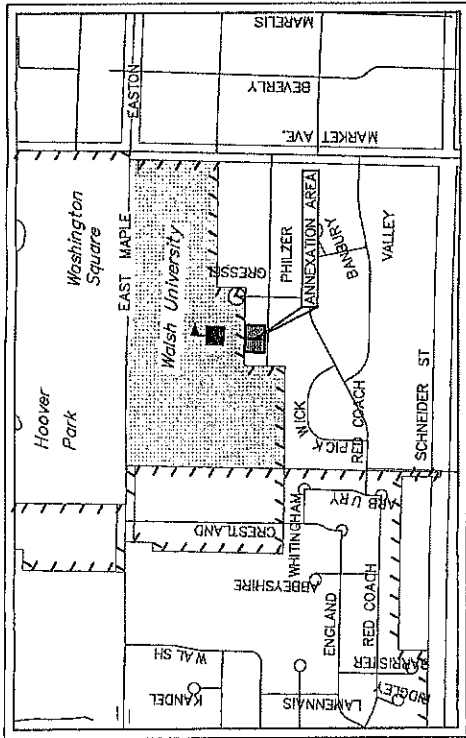 Hoover
Park
Washington
Square
EAST MAPLE
EASTON
MARKET AVE.
BEVERLY
MARELIS
Walsh University
GRESSEL
PHILZER
ANNEXATION AREA
BANBURY
VALLEY
WICK
PICK
RED COACH
SCHNEIDER ST
CRESTLAND
WHITINGHAM
ARBURY
ABBEYSHIRE
ENGLAND
RED COACH
WALSH
BARRISTER
RIDGLEY
KANDEL
LAMENNAIS